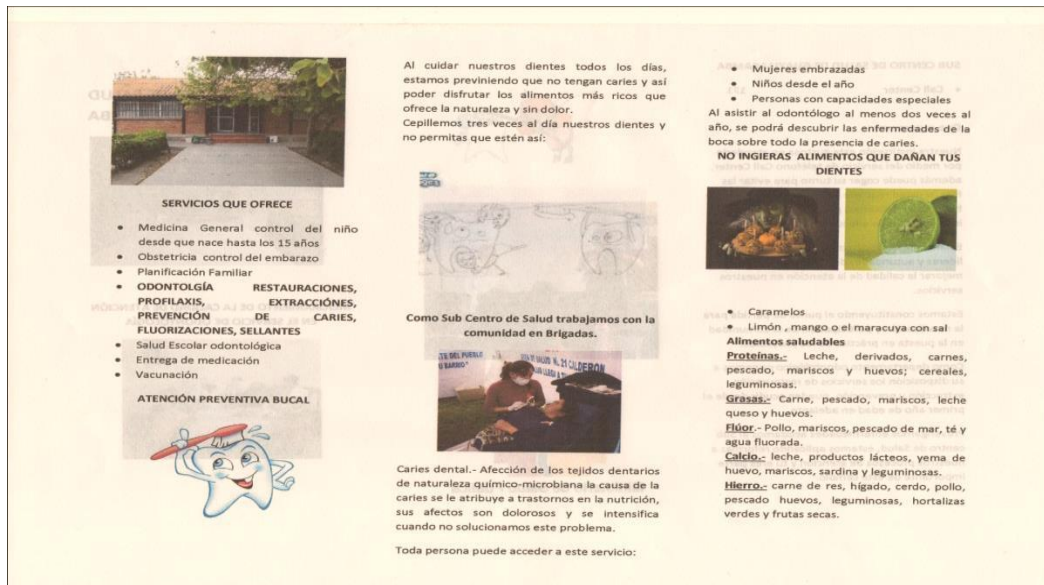 SERVICIOS QUE OFRECE
• Medicina General control del niño
desde que nace hasta los 15 años
• Obstetricia control del embarazo
• Planificación Familiar
• ODONTOLGÍA RESTAURACIONES,
PROFILAXIS, EXTRACCIÓNES,
PREVENCIÓN DE CARIES,
FLUORIZACIONES, SELLANTES
• Salud Escolar odontológica
• Entrega de medicación
• Vacunación
ATENCIÓN PREVENTIVA BUCAL
Al cuidar nuestros dientes todos los días,
estamos previniendo que no tengan caries y así
poder disfrutar los alimentos más ricos que
ofrece la naturaleza y sin dolor.
Cepillemos tres veces al día nuestros dientes y
no permitas que estén así:
Como Sub Centro de Salud trabajamos con la
comunidad en Brigadas.
TE DEL PUEBLO
BARRIO"
DE SALUD No. 21 CALDERON
Caries dental.- Afección de los tejidos dentarios
de naturaleza químico-microbiana la causa de la
caries se le atribuye a trastornos en la nutrición,
sus afectos son dolorosos y se intensifica
cuando no solucionamos este problema.
Toda persona puede acceder a este servicio:
• Mujeres embrazadas
• Niños desde el año
• Personas con capacidades especiales
Al asistir al odontólogo al menos dos veces al
año, se podrá descubrir las enfermedades de la
boca sobre todo la presencia de caries.
NO INGIERAS ALIMENTOS QUE DAÑAN TUS
DIENTES
• Caramelos
• Limón , mango o el maracuya con sal
Alimentos saludables
Proteínas.- Leche, derivados, carnes,
pescado, mariscos y huevos; cereales,
leguminosas.
Grasas.- Carne, pescado, mariscos, leche
queso y huevos.
Flúor.- Pollo, mariscos, pescado de mar, té y
agua fluorada.
Calcio.- leche, productos lácteos, yema de
huevo, mariscos, sardina y leguminosas.
Hierro.- carne de res, hígado, cerdo, pollo,
pescado huevos, leguminosas, hortalizas
verdes y frutas secas.